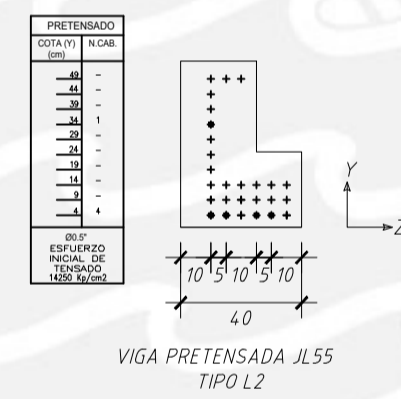 PRETENSADO
COTA (Y) (cm) N.CAB.
49 -
44 -
39 -
34 1
29 -
24 -
19 -
14 -
9 -
4 4
Ø0.5"
ESFUERZO
INICIAL DE
TENSADO
14250 Kp/cm2
Y
Z
10 5 10 5 10
40
VIGA PRETENSADA JL55
TIPO L2